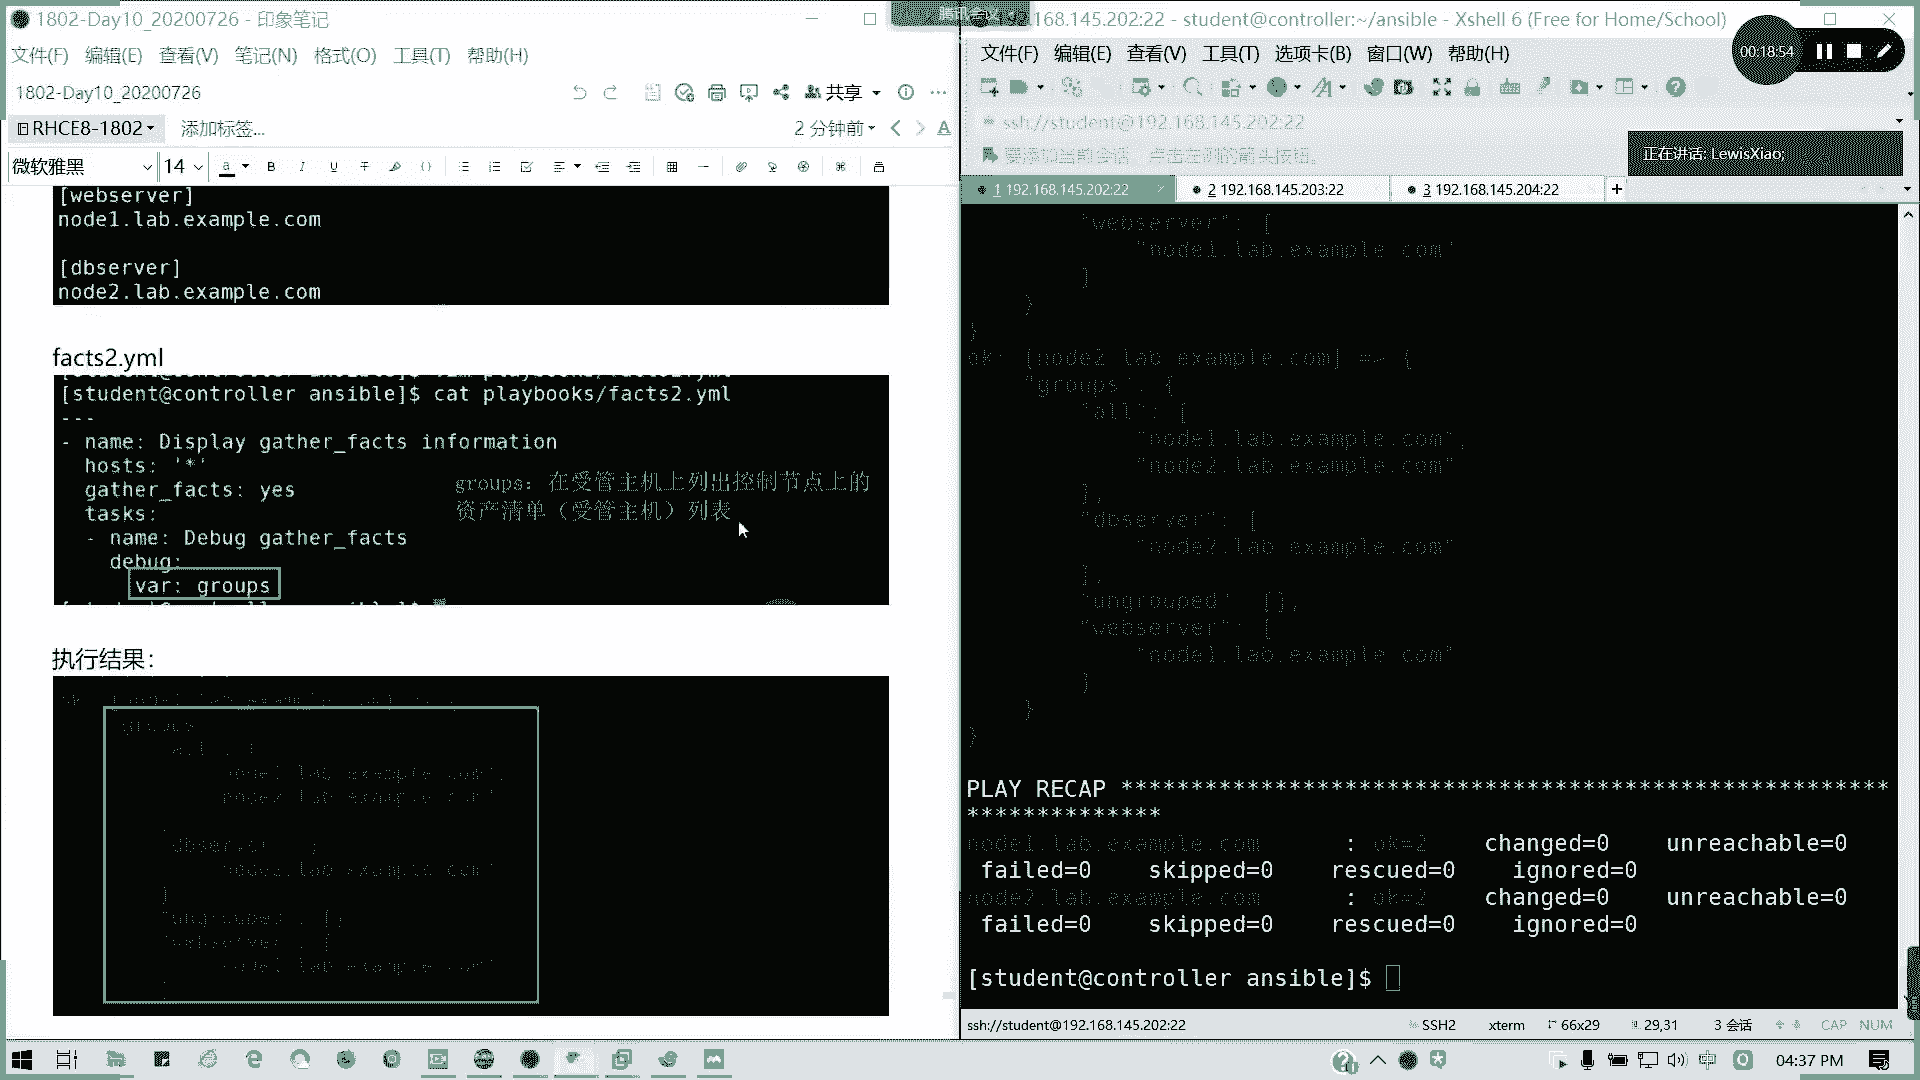 1802-Day10_20200726 - 印象笔记
文件(F) 编辑(E) 查看(V) 笔记(N) 格式(O) 工具(T) 帮助(H)
1802-Day10_20200726
共享
RHCE8-1802
添加标签...
2 分钟前
微软雅黑
14
[webserver]
node1.lab.example.com
[dbserver]
node2.lab.example.com
facts2.yml
[student@controller ansible]$ cat playbooks/facts2.yml
---
- name: Display gather_facts information
hosts: '*'
gather_facts: yes
tasks:
- name: Debug gather_facts
debug:
var: groups
groups：在受管主机上列出控制节点上的
资产清单（受管主机）列表
执行结果：
192.168.145.202:22 - student@controller:~/ansible - Xshell 6 (Free for Home/School)
00:18:54
文件(F) 编辑(E) 查看(V) 工具(T) 选项卡(B) 窗口(W) 帮助(H)
ssh://student@192.168.145.202:22
要添加当前会话，点击左侧的箭头按钮。
正在讲话: LewisXiao;
1 192.168.145.202:22
2 192.168.145.203:22
3 192.168.145.204:22
"webserver": [
"node1.lab.example.com"
]
}
}
ok: [node2.lab.example.com] => {
"groups": {
"all": [
"node1.lab.example.com",
"node2.lab.example.com"
],
"dbserver": [
"node2.lab.example.com"
],
"ungrouped": [],
"webserver": [
"node1.lab.example.com"
]
}
}
PLAY RECAP *******************************************************
**************
node1.lab.example.com : ok=2 changed=0 unreachable=0
failed=0 skipped=0 rescued=0 ignored=0
node2.lab.example.com : ok=2 changed=0 unreachable=0
failed=0 skipped=0 rescued=0 ignored=0
[student@controller ansible]$
ssh://student@192.168.145.202:22
SSH2 xterm 66x29 29,31 3 会话 CAP NUM
中
04:37 PM